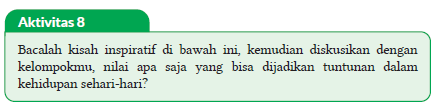 Aktivitas 8
Bacalah kisah inspiratif di bawah ini, kemudian diskusikan dengan
kelompokmu, nilai apa saja yang bisa dijadikan tuntunan dalam
kehidupan sehari-hari?